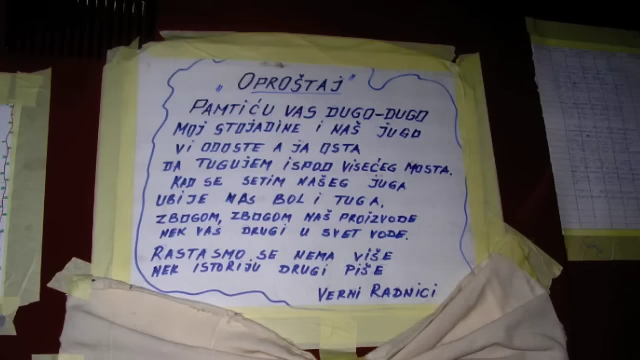 „OPROŠTAJ"
PAMTIĆU VAS DUGO-DUGO
MOJ STOJADINE I NAŠ JUGO
VI ODOSTE A JA OSTA
DA TUGUJEM ISPOD VISEĆEG MOSTA.
KAD SE SETIM NAŠEG JUGA
UBIJE NAS BOL I TUGA,
ZBOGOM, ZBOGOM NAŠ PROIZVODE
NEK VAS DRUGI U SVET VODE.
RASTASMO SE NEMA VIŠE
NEK ISTORIJU DRUGI PIŠE
VERNI RADNICI